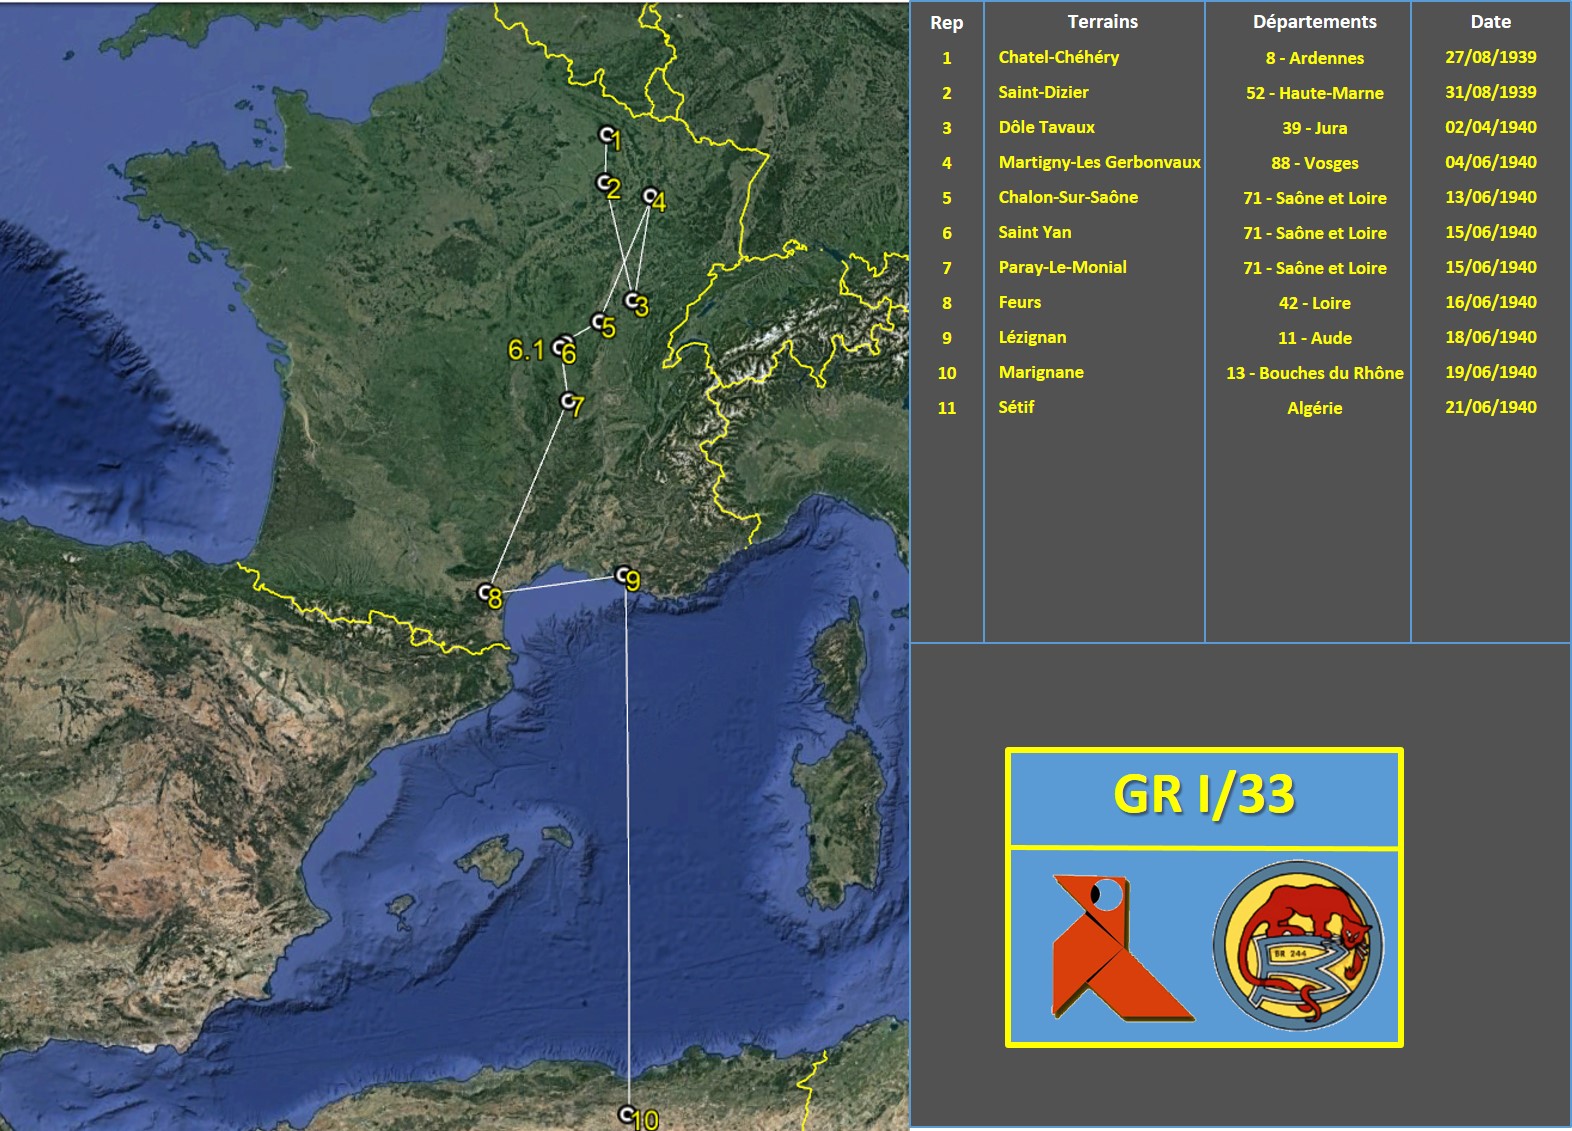 Rep Terrains Départements Date
1 Chatel-Chéhéry 8 - Ardennes 27/08/1939
2 Saint-Dizier 52 - Haute-Marne 31/08/1939
3 Dôle Tavaux 39 - Jura 02/04/1940
4 Martigny-Les Gerbonvaux 88 - Vosges 04/06/1940
5 Chalon-Sur-Saône 71 - Saône et Loire 13/06/1940
6 Saint Yan 71 - Saône et Loire 15/06/1940
7 Paray-Le-Monial 71 - Saône et Loire 15/06/1940
8 Feurs 42 - Loire 16/06/1940
9 Lézignan 11 - Aude 18/06/1940
10 Marignane 13 - Bouches du Rhône 19/06/1940
11 Sétif Algérie 21/06/1940
1
2
4
3
5
6.1 6
7
8
9
10
GR I/33
BR 244